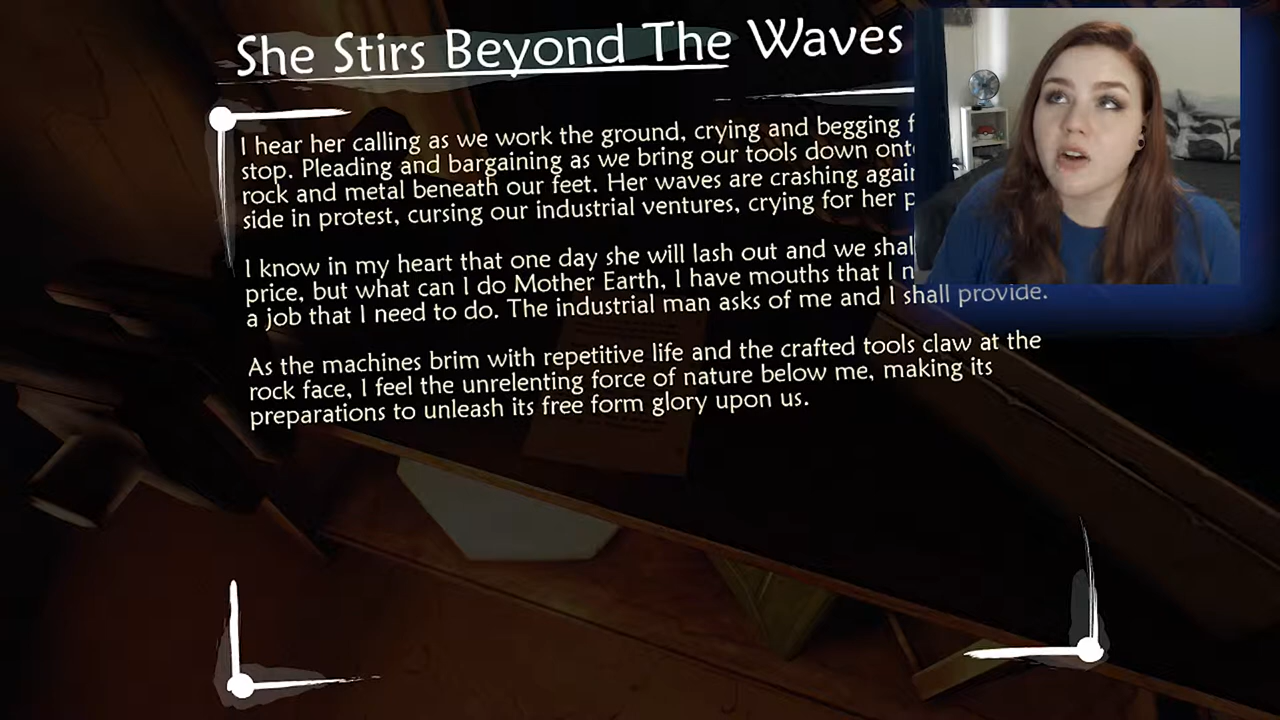 She Stirs Beyond The Waves
I hear her calling as we work the ground, crying and begging
stop. Pleading and bargaining as we bring our tools down
rock and metal beneath our feet. Her waves are crashing
side in protest, cursing our industrial ventures, crying for her
I know in my heart that one day she will lash out and we
price, but what can I do Mother Earth, I have mouths that I
a job that I need to do. The industrial man asks of me and I shall provide.
As the machines brim with repetitive life and the crafted tools claw at the
rock face, I feel the unrelenting force of nature below me, making its
preparations to unleash its free form glory upon us.